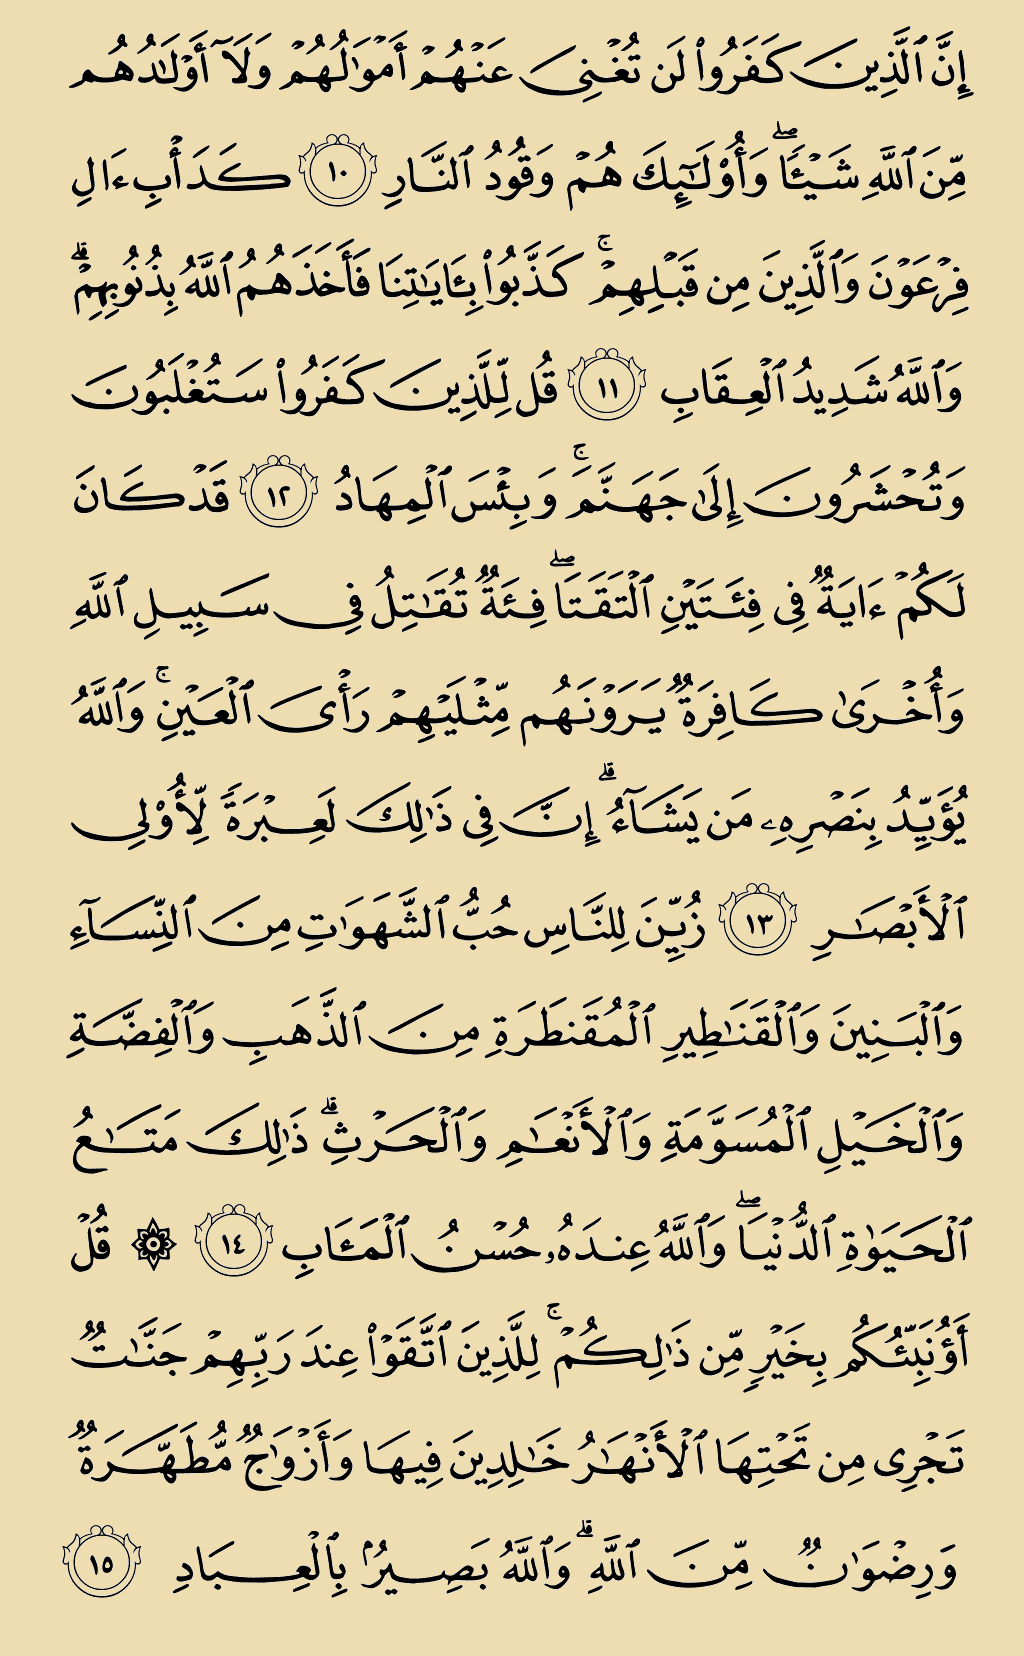 إِنَّ ٱلَّذِينَ كَفَرُوا۟ لَن تُغْنِىَ عَنْهُمْ أَمْوَٰلُهُمْ وَلَآ أَوْلَٰدُهُم
مِّنَ ٱللَّهِ شَيْـًٔا ۖ وَأُو۟لَٰٓئِكَ هُمْ وَقُودُ ٱلنَّارِ ١٠ كَدَأْبِ ءَالِ
فِرْعَوْنَ وَٱلَّذِينَ مِن قَبْلِهِمْ ۚ كَذَّبُوا۟ بِـَٔايَٰتِنَا فَأَخَذَهُمُ ٱللَّهُ بِذُنُوبِهِمْ ۗ
وَٱللَّهُ شَدِيدُ ٱلْعِقَابِ ١١ قُل لِّلَّذِينَ كَفَرُوا۟ سَتُغْلَبُونَ
وَتُحْشَرُونَ إِلَىٰ جَهَنَّمَ ۚ وَبِئْسَ ٱلْمِهَادُ ١٢ قَدْ كَانَ
لَكُمْ ءَايَةٌ فِى فِئَتَيْنِ ٱلْتَقَتَا ۖ فِئَةٌ تُقَٰتِلُ فِى سَبِيلِ ٱللَّهِ
وَأُخْرَىٰ كَافِرَةٌ يَرَوْنَهُم مِّثْلَيْهِمْ رَأْىَ ٱلْعَيْنِ ۚ وَٱللَّهُ
يُؤَيِّدُ بِنَصْرِهِۦ مَن يَشَآءُ ۗ إِنَّ فِى ذَٰلِكَ لَعِبْرَةً لِّأُو۟لِى
ٱلْأَبْصَٰرِ ١٣ زُيِّنَ لِلنَّاسِ حُبُّ ٱلشَّهَوَٰتِ مِنَ ٱلنِّسَآءِ
وَٱلْبَنِينَ وَٱلْقَنَٰطِيرِ ٱلْمُقَنطَرَةِ مِنَ ٱلذَّهَبِ وَٱلْفِضَّةِ
وَٱلْخَيْلِ ٱلْمُسَوَّمَةِ وَٱلْأَنْعَٰمِ وَٱلْحَرْثِ ۗ ذَٰلِكَ مَتَٰعُ
ٱلْحَيَوٰةِ ٱلدُّنْيَا ۖ وَٱللَّهُ عِندَهُۥ حُسْنُ ٱلْمَـَٔابِ ١٤ ۞ قُلْ
أَؤُنَبِّئُكُم بِخَيْرٍ مِّن ذَٰلِكُمْ ۚ لِلَّذِينَ ٱتَّقَوْا۟ عِندَ رَبِّهِمْ جَنَّٰتٌ
تَجْرِى مِن تَحْتِهَا ٱلْأَنْهَٰرُ خَٰلِدِينَ فِيهَا وَأَزْوَٰجٌ مُّطَهَّرَةٌ
وَرِضْوَٰنٌ مِّنَ ٱللَّهِ ۗ وَٱللَّهُ بَصِيرٌۢ بِٱلْعِبَادِ ١٥